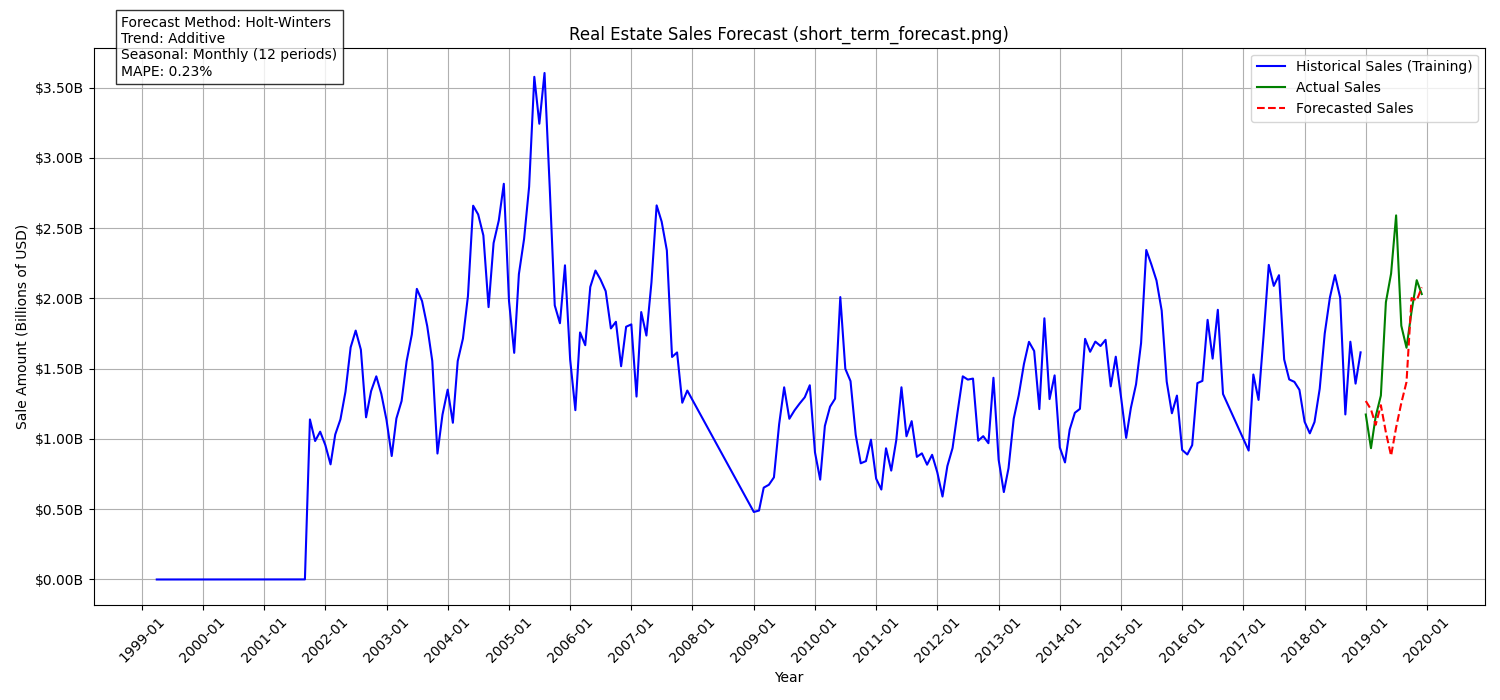 Forecast Method: Holt-Winters
Trend: Additive
Seasonal: Monthly (12 periods)
MAPE: 0.23%
Real Estate Sales Forecast (short_term_forecast.png)
Historical Sales (Training)
Actual Sales
Forecasted Sales
Sale Amount (Billions of USD)
$3.50B
$3.00B
$2.50B
$2.00B
$1.50B
$1.00B
$0.50B
$0.00B
1999-01
2000-01
2001-01
2002-01
2003-01
2004-01
2005-01
2006-01
2007-01
2008-01
2009-01
2010-01
2011-01
2012-01
2013-01
2014-01
2015-01
2016-01
2017-01
2018-01
2019-01
2020-01
Year